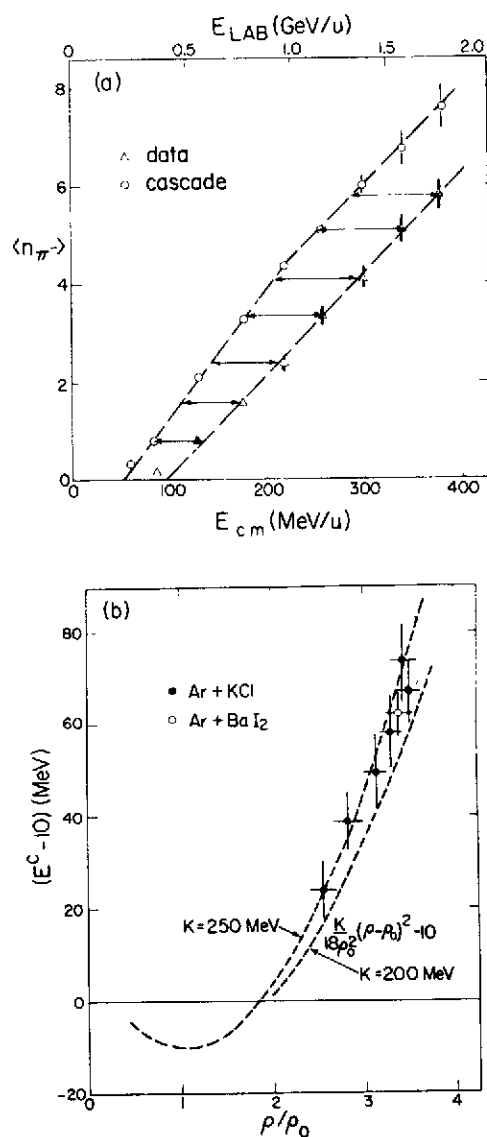 E_LAB (GeV/u)
0 0.5 1.0 1.5 2.0
(a)
8
△ data
○ cascade
6
⟨n_π⁻⟩
4
2
0
0 100 200 300 400
E_cm (MeV/u)
(b)
80
● Ar + KCl
○ Ar + BaI₂
60
(E^C -10) (MeV)
40
20
K = 250 MeV
K/18ρ₀² (ρ-ρ₀)² -10
K = 200 MeV
0
-20
0 1 2 3 4
ρ/ρ₀